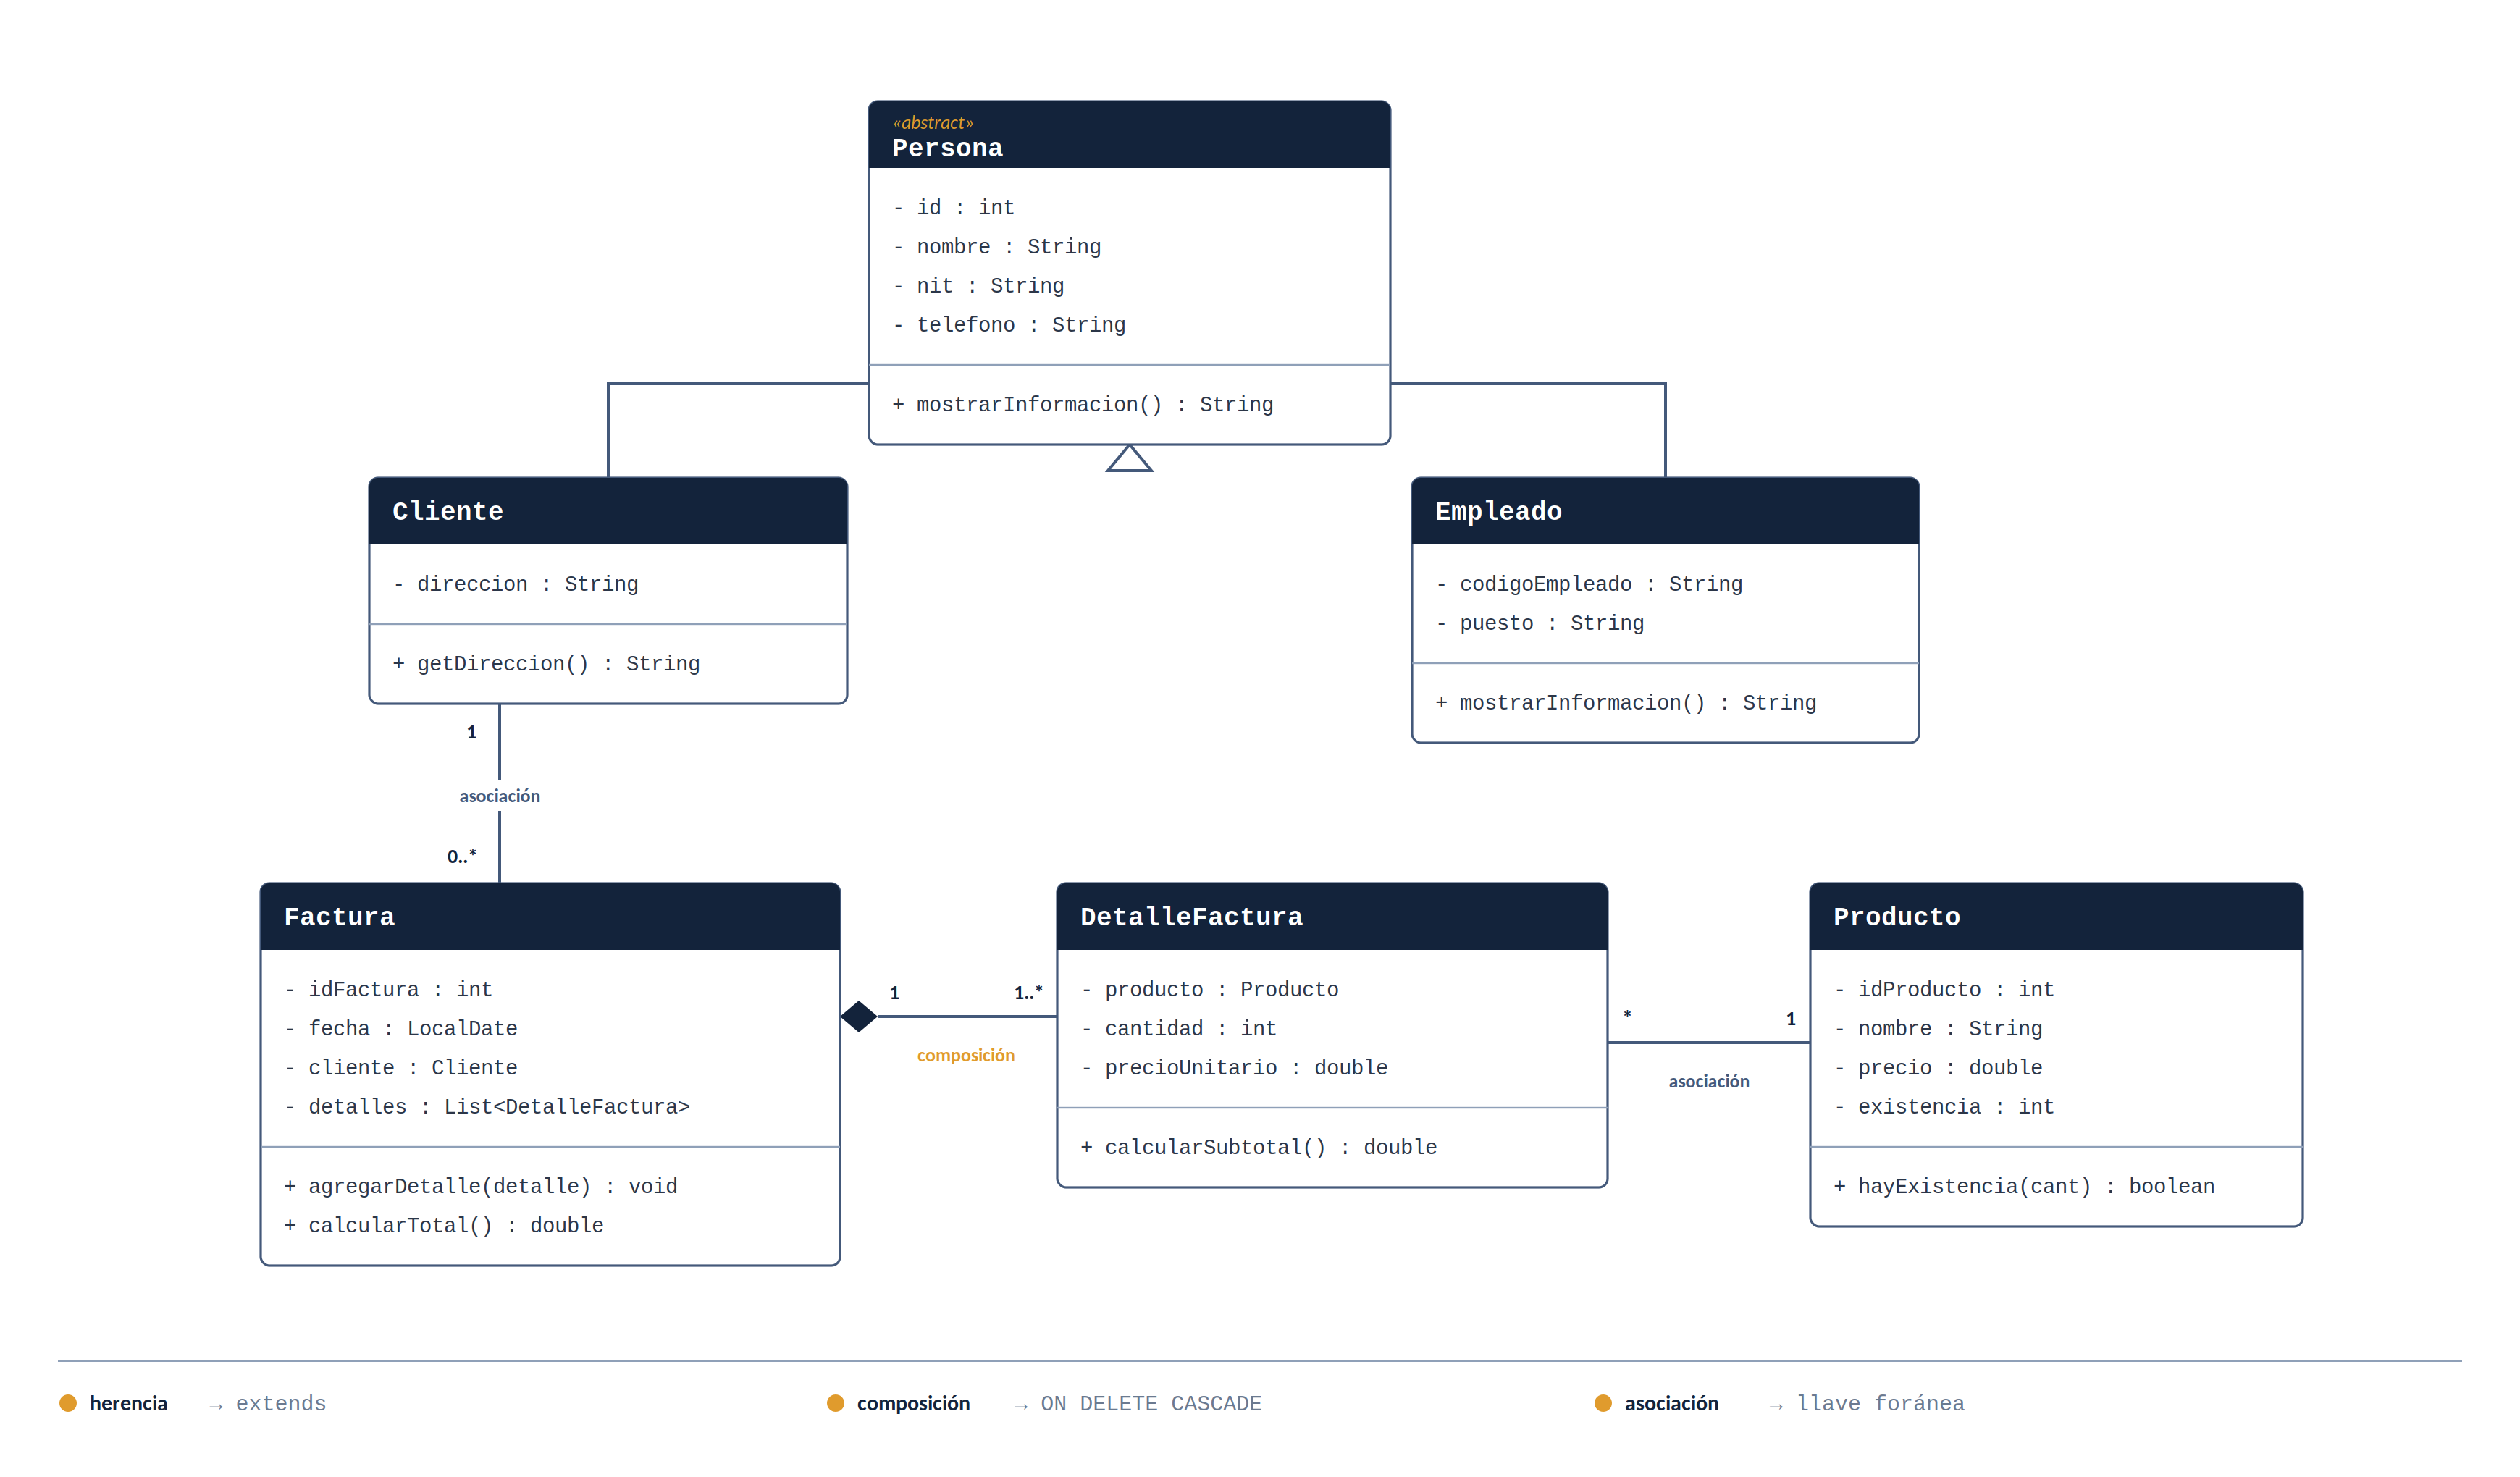 «abstract»
Persona
- id : int
- nombre : String
- nit : String
- telefono : String
+ mostrarInformacion() : String
Cliente
- direccion : String
+ getDireccion() : String
Empleado
- codigoEmpleado : String
- puesto : String
+ mostrarInformacion() : String
1
asociación
0..*
Factura
- idFactura : int
- fecha : LocalDate
- cliente : Cliente
- detalles : List<DetalleFactura>
+ agregarDetalle(detalle) : void
+ calcularTotal() : double
1
1..*
composición
DetalleFactura
- producto : Producto
- cantidad : int
- precioUnitario : double
+ calcularSubtotal() : double
*
1
asociación
Producto
- idProducto : int
- nombre : String
- precio : double
- existencia : int
+ hayExistencia(cant) : boolean
herencia → extends
composición → ON DELETE CASCADE
asociación → llave foránea